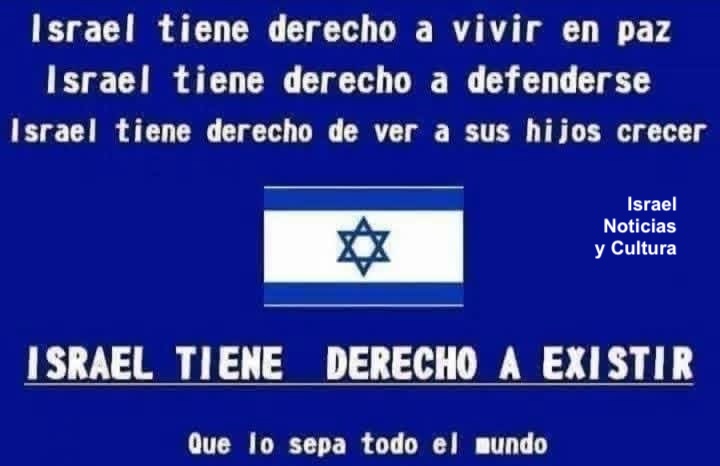 Israel tiene derecho a vivir en paz
Israel tiene derecho a defenderse
Israel tiene derecho de ver a sus hijos crecer
Israel
Noticias
y Cultura
ISRAEL TIENE DERECHO A EXISTIR
Que lo sepa todo el mundo